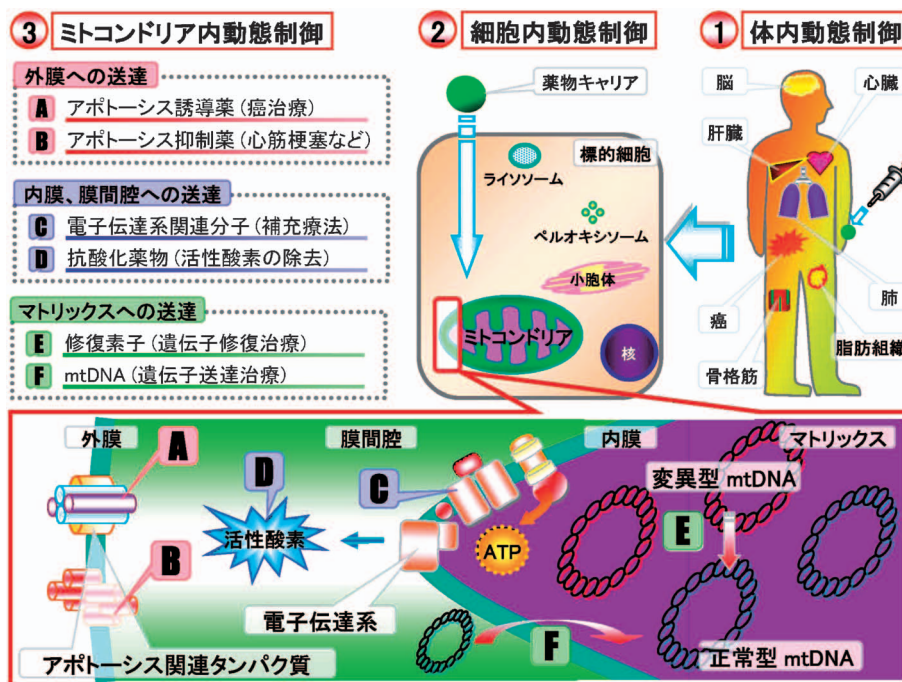 ③ ミトコンドリア内動態制御
外膜への送達
A アポトーシス誘導薬(癌治療)
B アポトーシス抑制薬(心筋梗塞など)
内膜、膜間腔への送達
C 電子伝達系関連分子(補充療法)
D 抗酸化薬物(活性酸素の除去)
マトリックスへの送達
E 修復素子(遺伝子修復治療)
F mtDNA(遺伝子送達治療)
② 細胞内動態制御
薬物キャリア
標的細胞
ライソソーム
ペルオキシソーム
小胞体
ミトコンドリア
核
① 体内動態制御
脳
心臓
肝臓
肺
癌
脂肪組織
骨格筋
外膜
膜間腔
内膜
マトリックス
A
D
C
変異型 mtDNA
活性酸素
ATP
E
B
電子伝達系
F
アポトーシス関連タンパク質
正常型 mtDNA